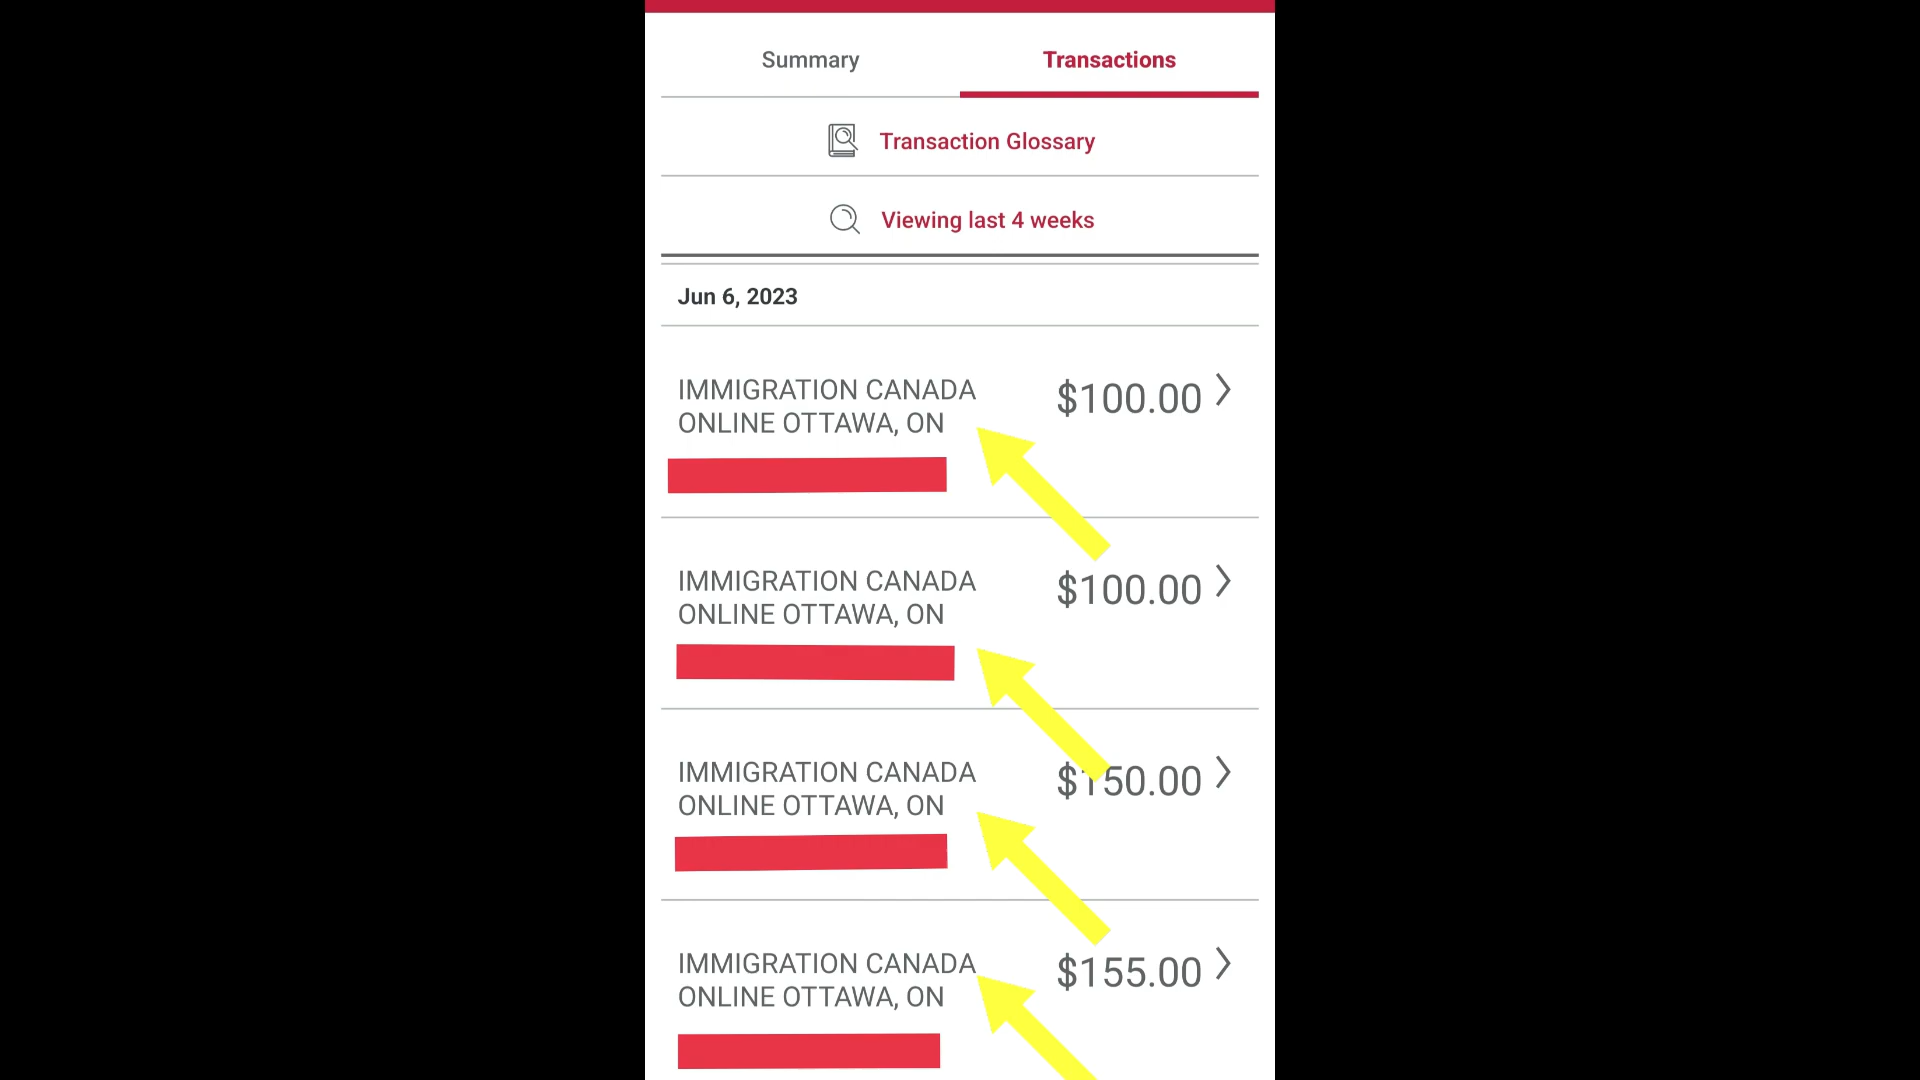 Summary
Transactions
Transaction Glossary
Viewing last 4 weeks
Jun 6, 2023
IMMIGRATION CANADA
ONLINE OTTAWA, ON
$100.00
IMMIGRATION CANADA
ONLINE OTTAWA, ON
$100.00
IMMIGRATION CANADA
ONLINE OTTAWA, ON
$150.00
IMMIGRATION CANADA
ONLINE OTTAWA, ON
$155.00